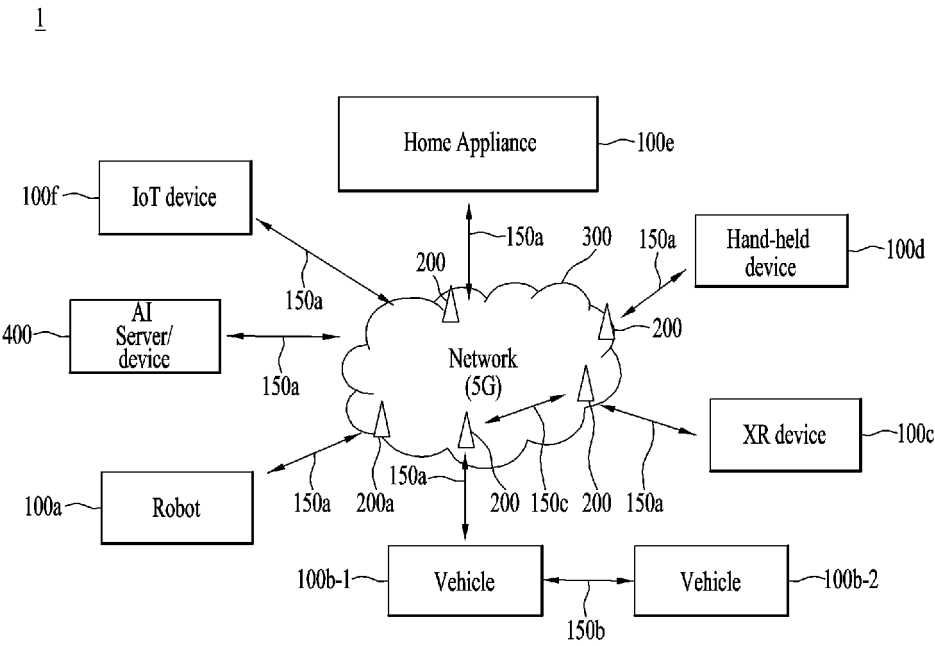 1
Home Appliance
100e
100f
IoT device
150a
300
150a
Hand-held
device
100d
200
150a
400
AI
Server/
device
150a
200
Network
(5G)
XR device
100c
100a
Robot
150a
200a
150a
200
150c
200
150a
100b-1
Vehicle
Vehicle
100b-2
150b